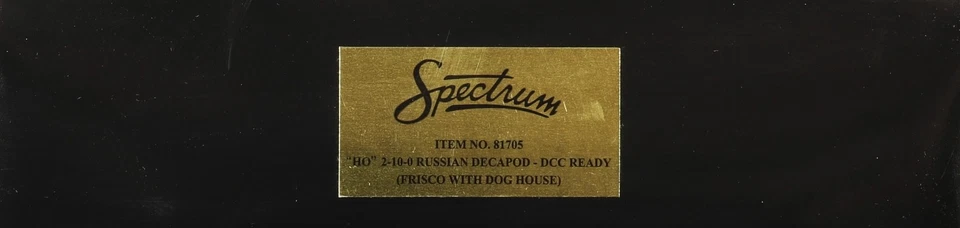 Spectrum
ITEM NO. 81705
"HO" 2-10-0 RUSSIAN DECAPOD - DCC READY
(FRISCO WITH DOG HOUSE)